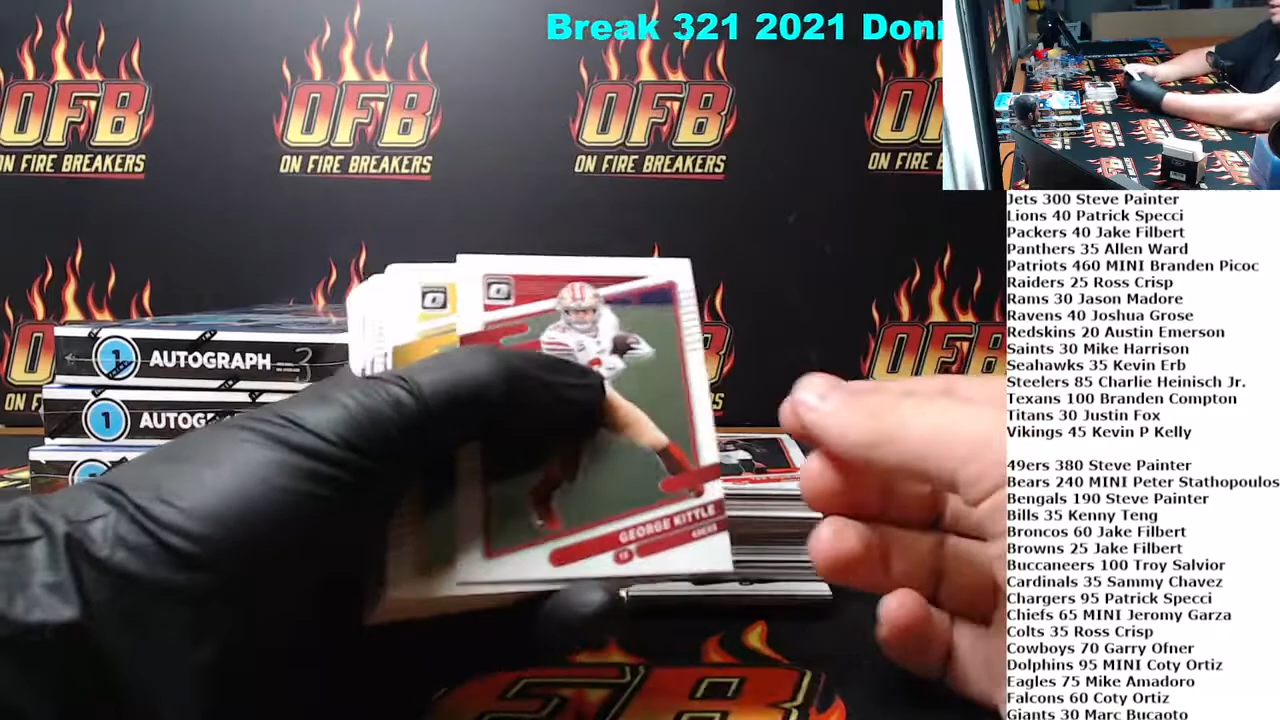 Break 321 2021 Don
OFB
ON FIRE BREAKERS
OFB
ON FIRE BREAKERS
OFB
ON FIRE BREAKERS
OF
ON FIRE B
OFB
1 AUTOGRAPH 3
1 AUTOG
GEORGE KITTLE
49ERS
Jets 300 Steve Painter
Lions 40 Patrick Specci
Packers 40 Jake Filbert
Panthers 35 Allen Ward
Patriots 460 MINI Branden Picoc
Raiders 25 Ross Crisp
Rams 30 Jason Madore
Ravens 40 Joshua Grose
Redskins 20 Austin Emerson
Saints 30 Mike Harrison
Seahawks 35 Kevin Erb
Steelers 85 Charlie Heinisch Jr.
Texans 100 Branden Compton
Titans 30 Justin Fox
Vikings 45 Kevin P Kelly
49ers 380 Steve Painter
Bears 240 MINI Peter Stathopoulos
Bengals 190 Steve Painter
Bills 35 Kenny Teng
Broncos 60 Jake Filbert
Browns 25 Jake Filbert
Buccaneers 100 Troy Salvior
Cardinals 35 Sammy Chavez
Chargers 95 Patrick Specci
Chiefs 65 MINI Jeromy Garza
Colts 35 Ross Crisp
Cowboys 70 Garry Ofner
Dolphins 95 MINI Coty Ortiz
Eagles 75 Mike Amadoro
Falcons 60 Coty Ortiz
Giants 30 Marc Bucaoto